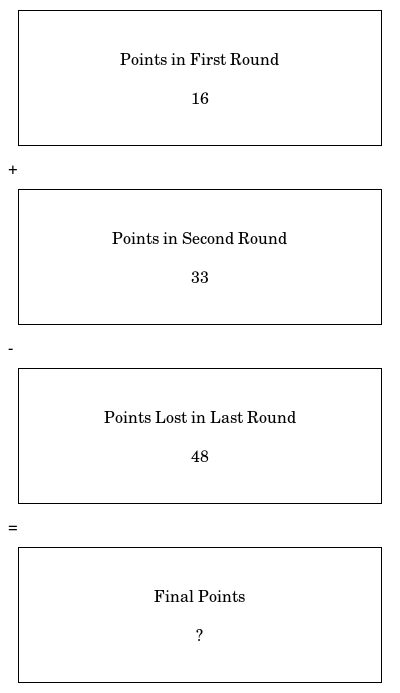 Points in First Round
16
+
Points in Second Round
33
-
Points Lost in Last Round
48
=
Final Points
?